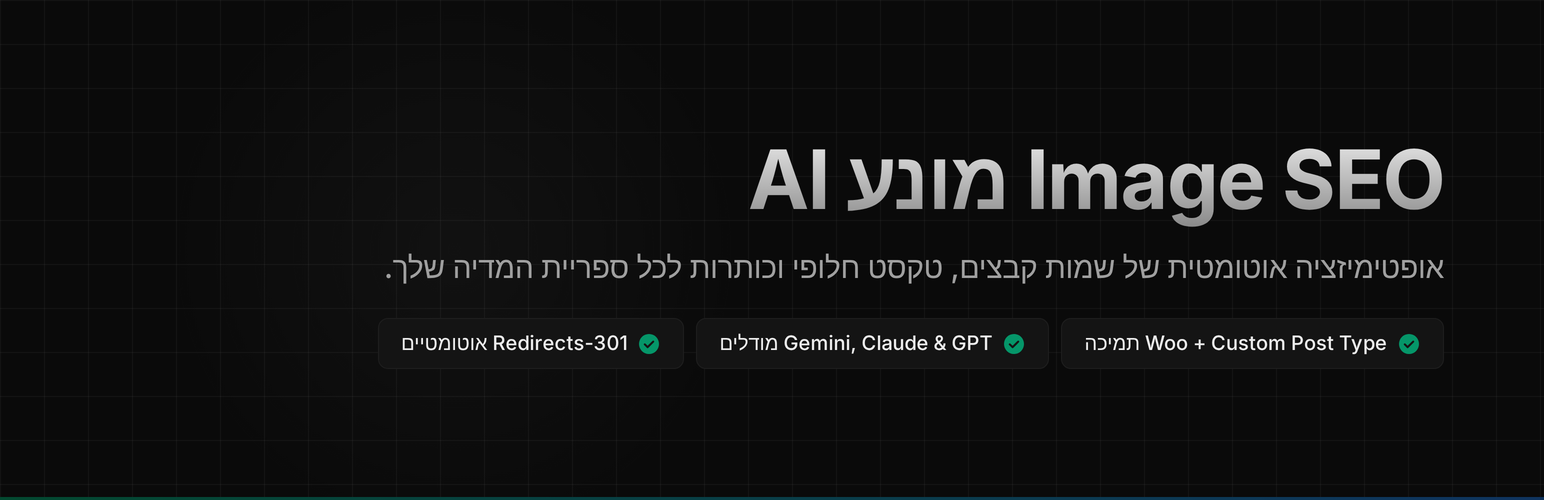 Image SEO מונע AI
אופטימיזציה אוטומטית של שמות קבצים, טקסט חלופי וכותרות לכל ספריית המדיה שלך.
Woo + Custom Post Type תמיכה
Gemini, Claude & GPT מודלים
Redirects-301 אוטומטיים